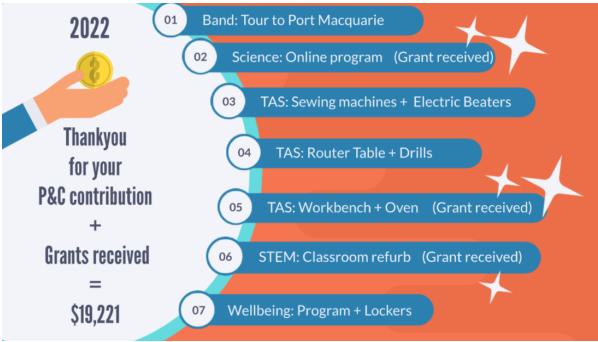 2022
Thankyou
for your
P&C contribution
+
Grants received
=
$19,221
01 Band: Tour to Port Macquarie
02 Science: Online program (Grant received)
03 TAS: Sewing machines + Electric Beaters
04 TAS: Router Table + Drills
05 TAS: Workbench + Oven (Grant received)
06 STEM: Classroom refurb (Grant received)
07 Wellbeing: Program + Lockers